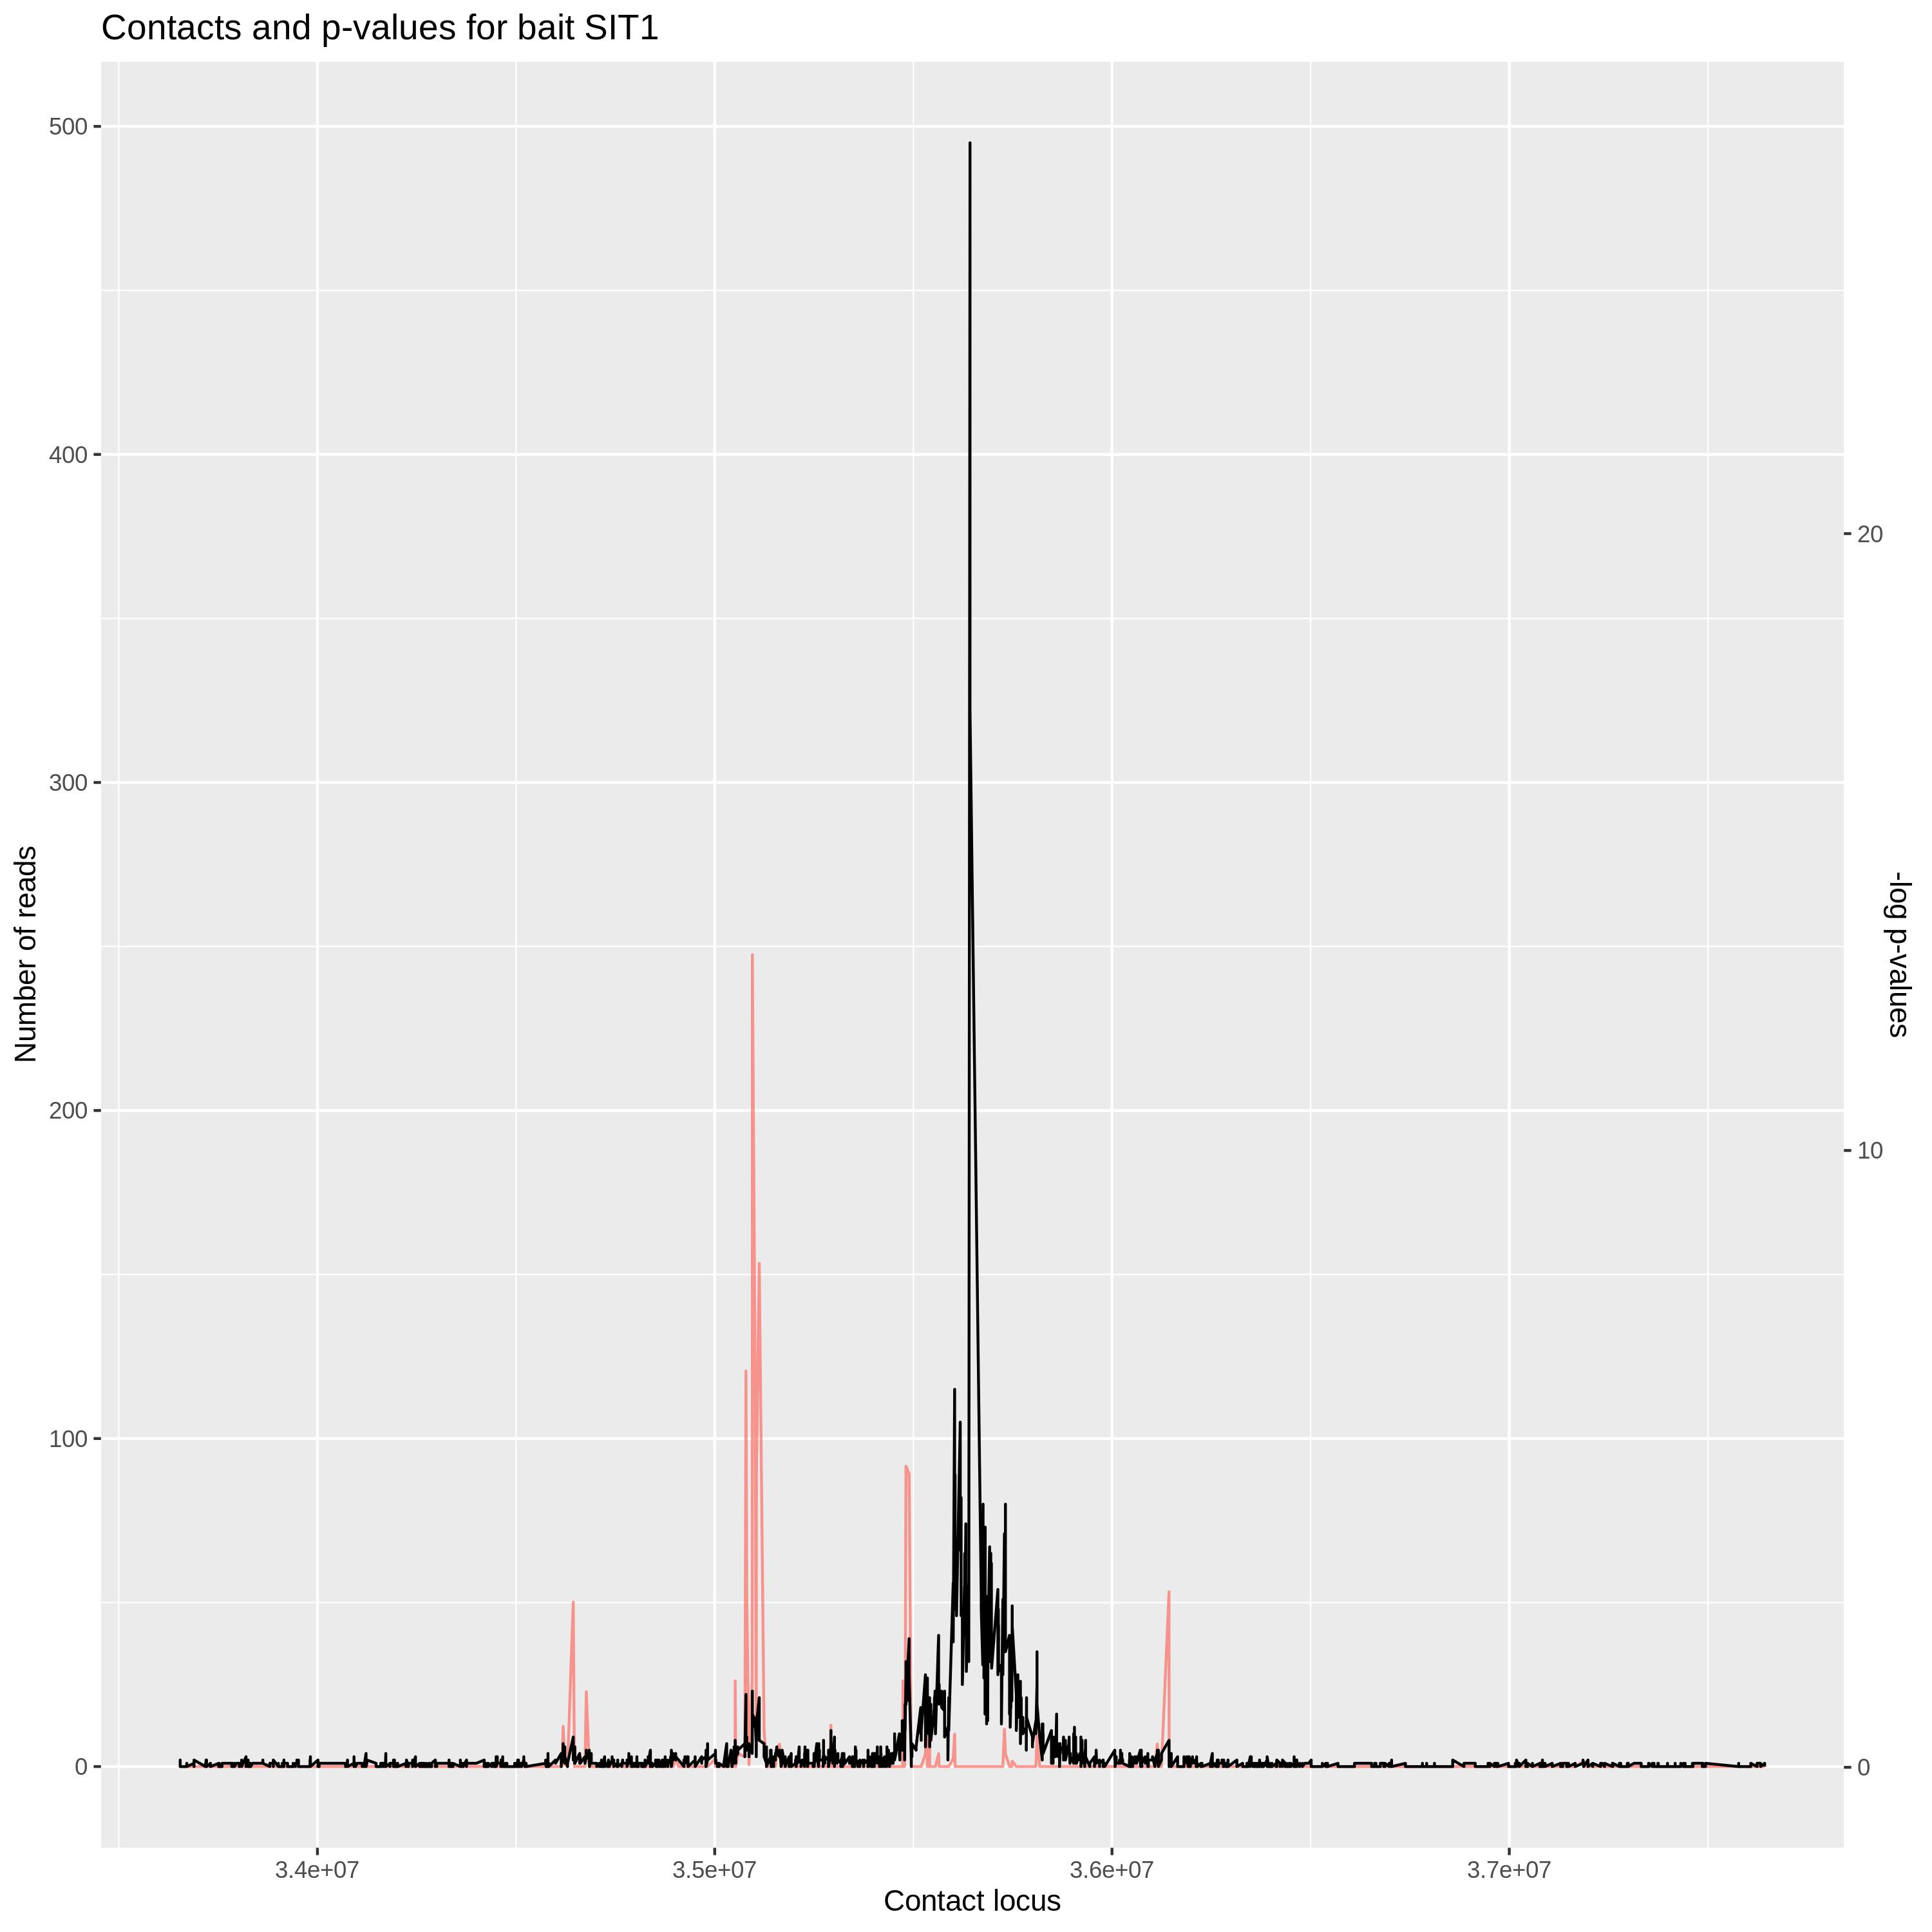 Contacts and p-values for bait SIT1
500
400
300
200
100
0
Number of reads
20
10
0
-log p-values
3.4e+07
3.5e+07
3.6e+07
3.7e+07
Contact locus